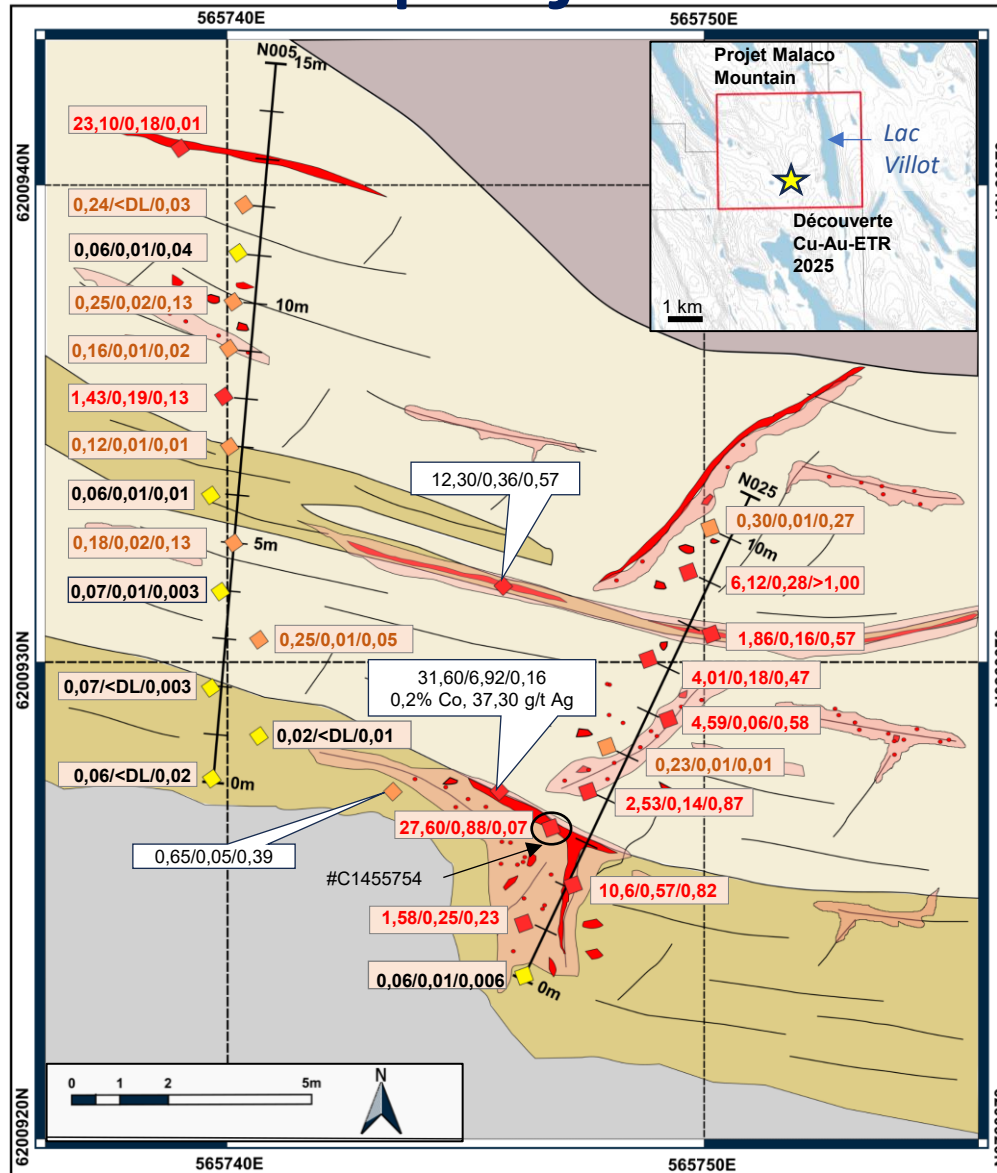 565740E
565750E
N005
15m
Projet Malaco
Mountain
Lac
Villot
Découverte
Cu-Au-ETR
2025
1 km
23,10/0,18/0,01
6200940N
0,24/<DL/0,03
0,06/0,01/0,04
0,25/0,02/0,13
10m
0,16/0,01/0,02
1,43/0,19/0,13
0,12/0,01/0,01
12,30/0,36/0,57
N025
0,06/0,01/0,01
0,30/0,01/0,27
0,18/0,02/0,13
5m
10m
0,07/0,01/0,003
6,12/0,28/>1,00
0,25/0,01/0,05
1,86/0,16/0,57
6200930N
31,60/6,92/0,16
0,2% Co, 37,30 g/t Ag
4,01/0,18/0,47
0,07/<DL/0,003
4,59/0,06/0,58
0,02/<DL/0,01
0,23/0,01/0,01
0,06/<DL/0,02
0m
2,53/0,14/0,87
27,60/0,88/0,07
0,65/0,05/0,39
#C1455754
10,6/0,57/0,82
1,58/0,25/0,23
0,06/0,01/0,006
0m
0 1 2 5m
N
6200920N
565740E
565750E